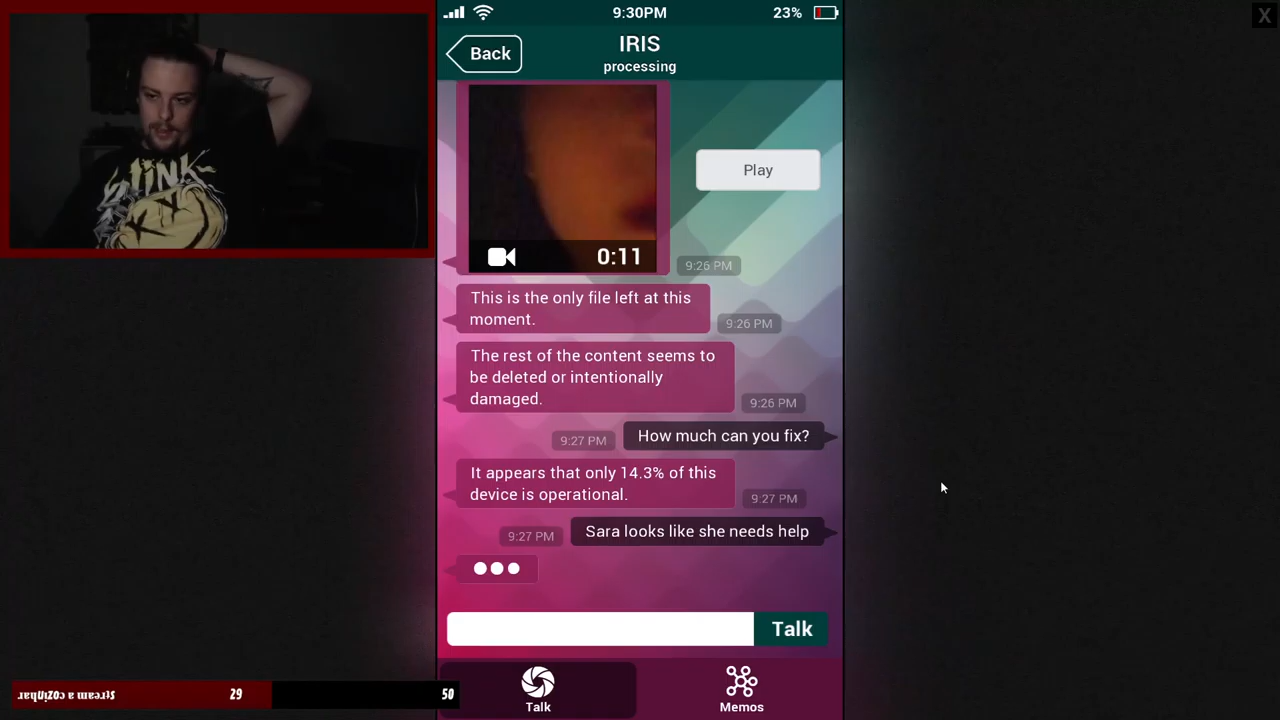 9:30PM
23%
X
Back
IRIS
processing
Play
0:11
9:26 PM
This is the only file left at this
moment.
9:26 PM
The rest of the content seems to
be deleted or intentionally
damaged.
9:26 PM
How much can you fix?
9:27 PM
It appears that only 14.3% of this
device is operational.
9:27 PM
Sara looks like she needs help
9:27 PM
Talk
Talk
Memos
29
50